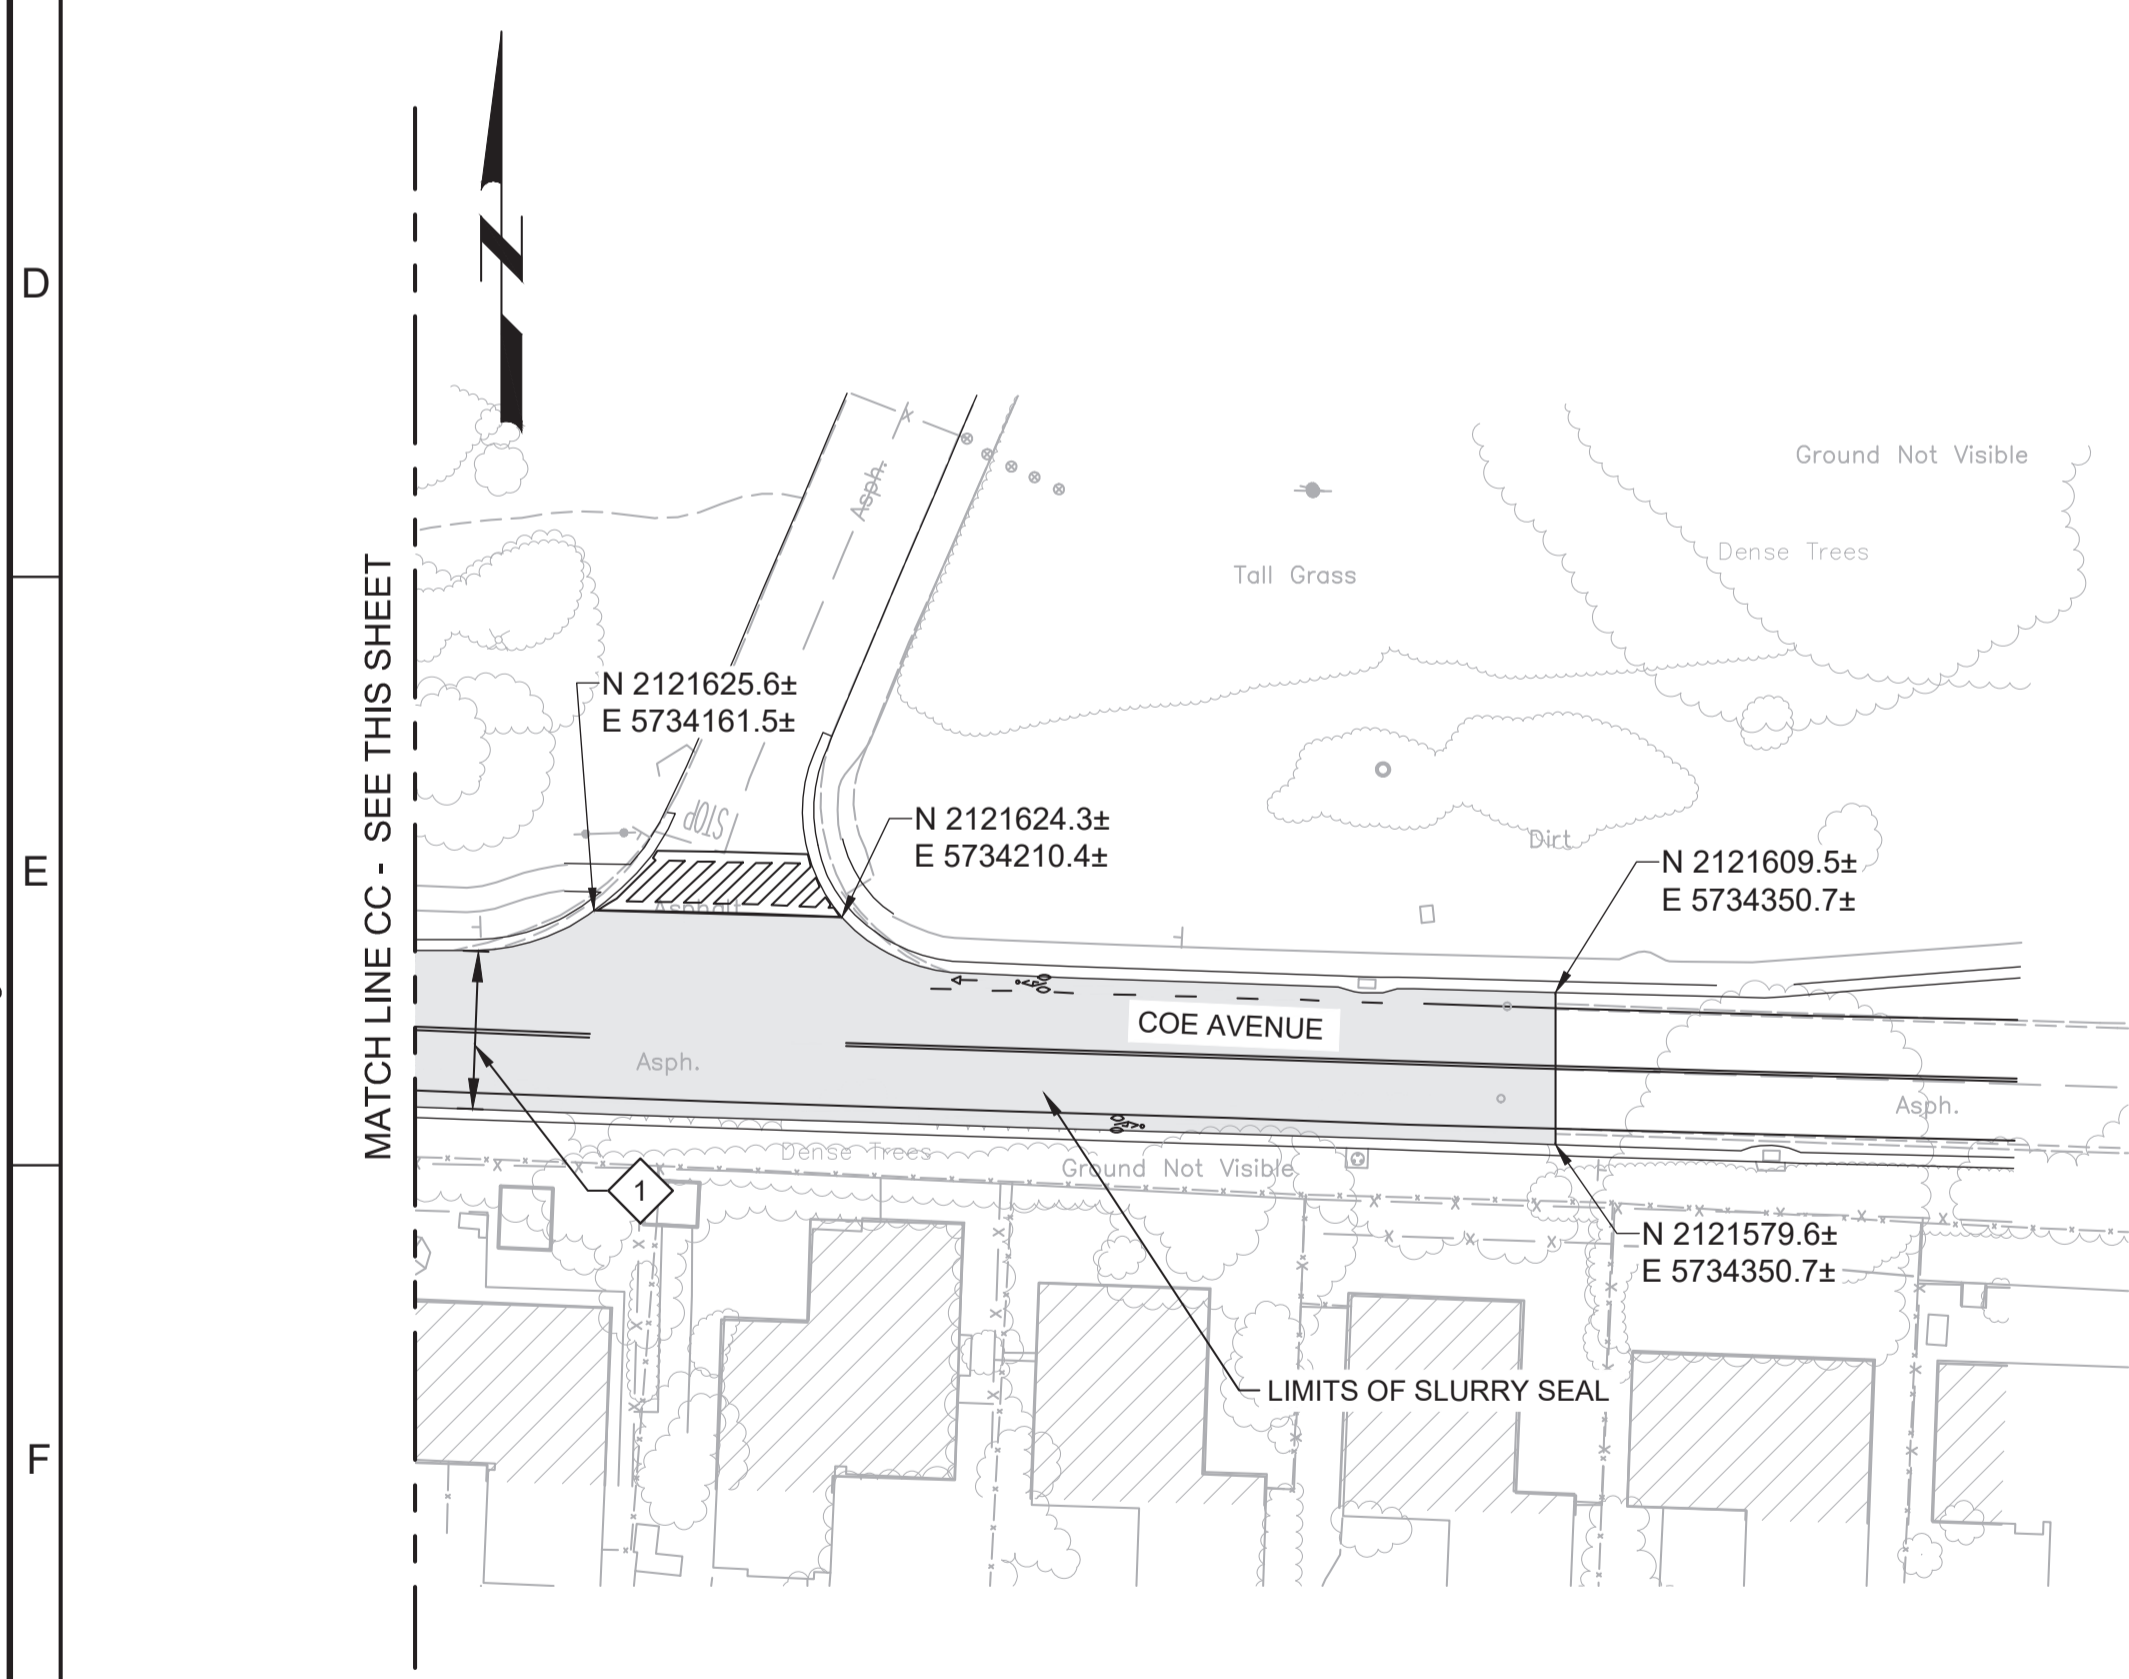 D
E
F
N
MATCH LINE CC - SEE THIS SHEET
Asph.
Ground Not Visible
Dense Trees
Tall Grass
N 2121625.6±
E 5734161.5±
STOP
N 2121624.3±
E 5734210.4±
Dirt
N 2121609.5±
E 5734350.7±
Asphalt
COE AVENUE
Asph.
Asph.
Dense Trees
Ground Not Visible
1
N 2121579.6±
E 5734350.7±
LIMITS OF SLURRY SEAL